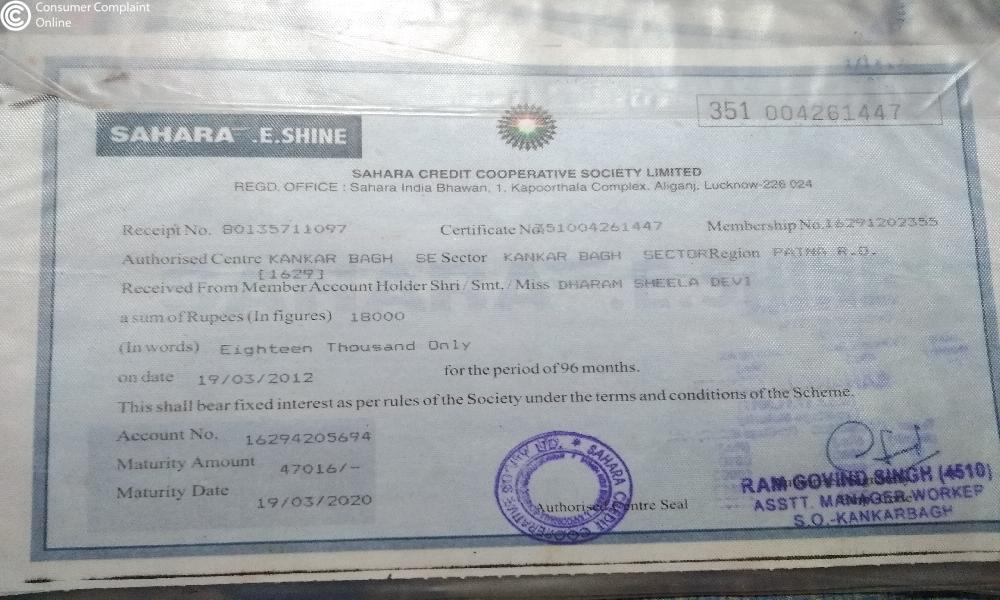 Consumer Complaint
Online
SAHARA E.SHINE
351 004261447
SAHARA CREDIT COOPERATIVE SOCIETY LIMITED
REGD. OFFICE : Sahara India Bhawan, 1, Kapoorthala Complex, Aliganj, Lucknow-226 024
Receipt No. 80135711097 Certificate No 351004261447 Membership No.16291202355
Authorised Centre KANKAR BAGH SE Sector KANKAR BAGH SECTOR Region PATNA R.O.
[1629]
Received From Member Account Holder Shri / Smt. / Miss DHARAM SHEELA DEVI
a sum of Rupees (In figures) 18000
(In words) Eighteen Thousand Only
on date 19/03/2012 for the period of 96 months.
This shall bear fixed interest as per rules of the Society under the terms and conditions of the Scheme.
Account No. 16294205694
Maturity Amount 47016/-
Maturity Date 19/03/2020
Authorised Centre Seal
SAHARA CREDIT COOPERATIVE SOCIETY
RAM GOVIND SINGH (4510)
ASSTT. MANAGER-WORKER
S.O.-KANKARBAGH